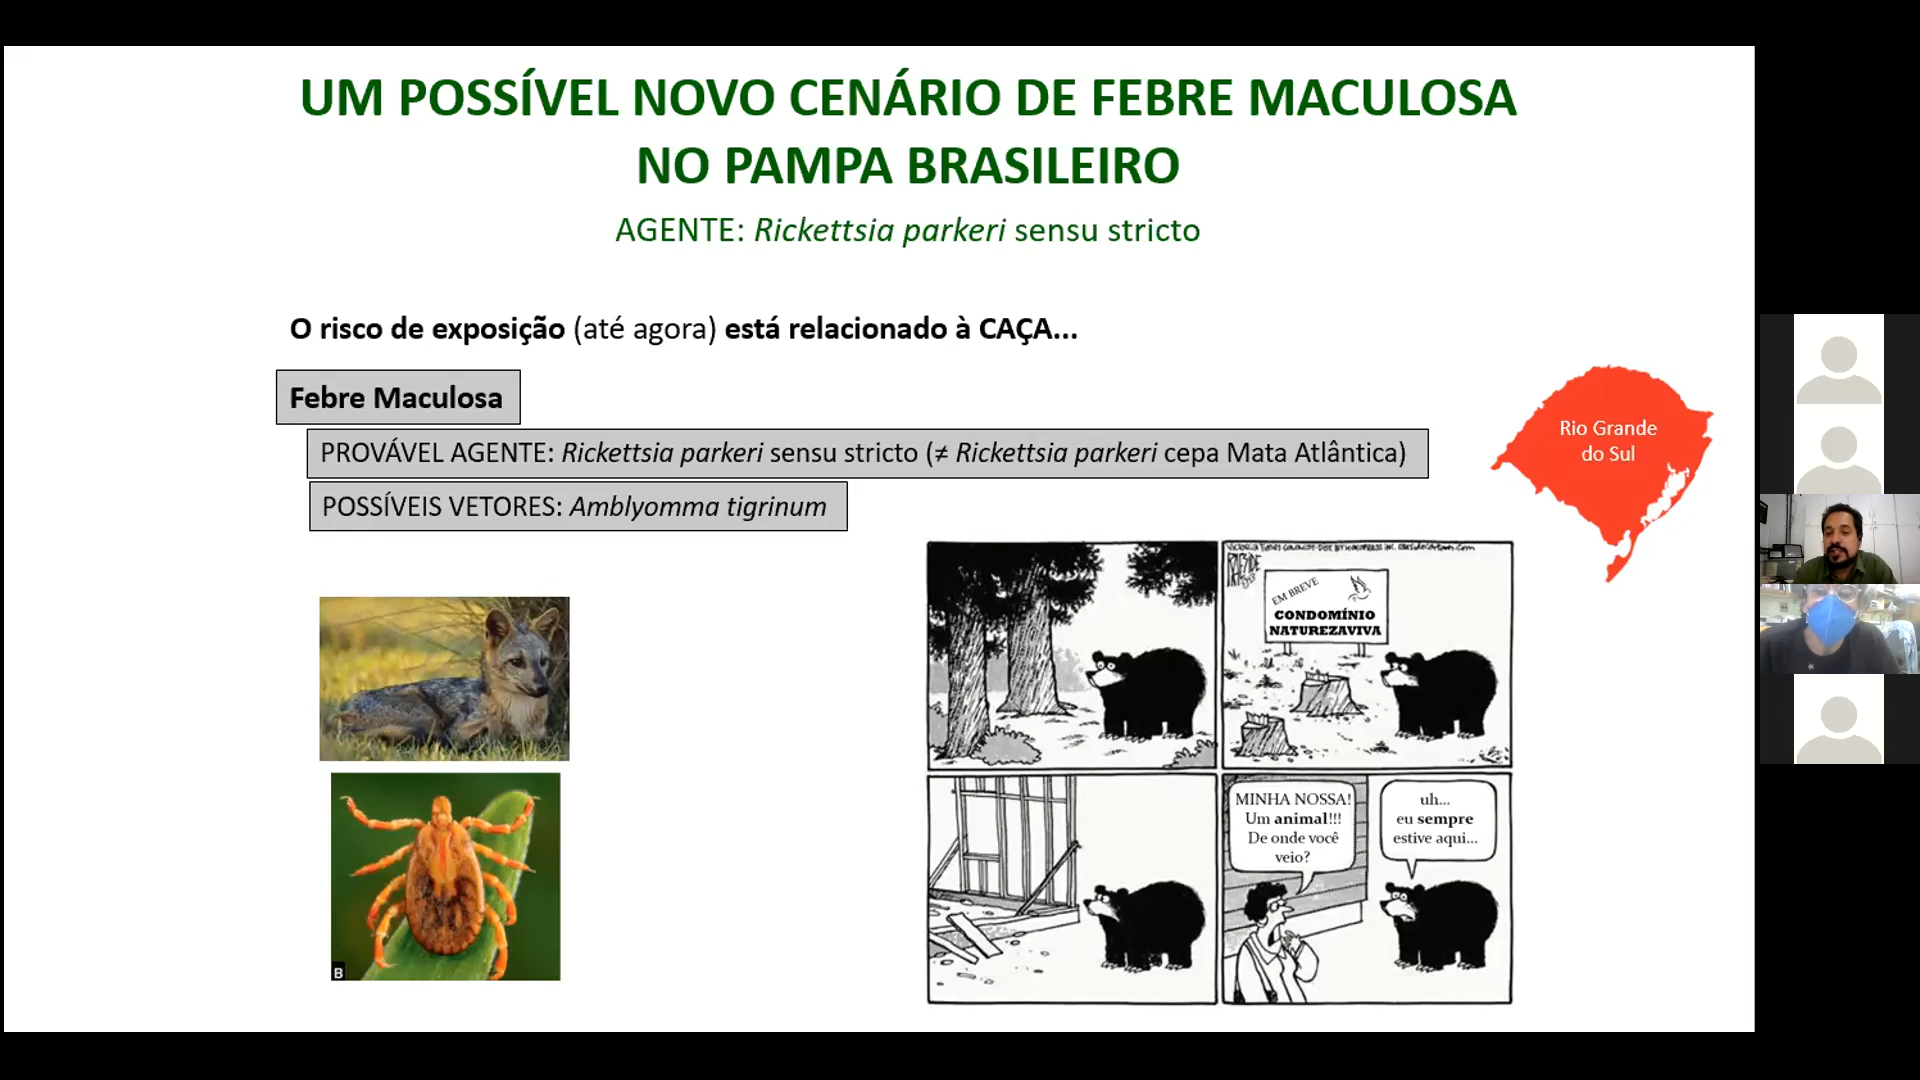 UM POSSÍVEL NOVO CENÁRIO DE FEBRE MACULOSA
NO PAMPA BRASILEIRO
AGENTE: Rickettsia parkeri sensu stricto
O risco de exposição (até agora) está relacionado à CAÇA...
Febre Maculosa
PROVÁVEL AGENTE: Rickettsia parkeri sensu stricto (≠ Rickettsia parkeri cepa Mata Atlântica)
POSSÍVEIS VETORES: Amblyomma tigrinum
Rio Grande
do Sul
EM BREVE
CONDOMÍNIO
NATUREZAVIVA
MINHA NOSSA!
Um animal!!!
De onde você
veio?
uh...
eu sempre
estive aqui...
B